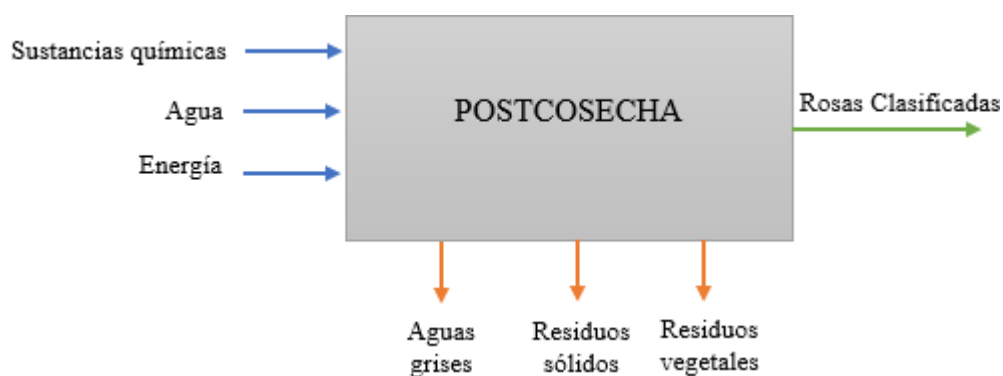 Sustancias químicas
Agua
Energía
POSTCOSECHA
Rosas Clasificadas
Aguas
grises
Residuos
sólidos
Residuos
vegetales